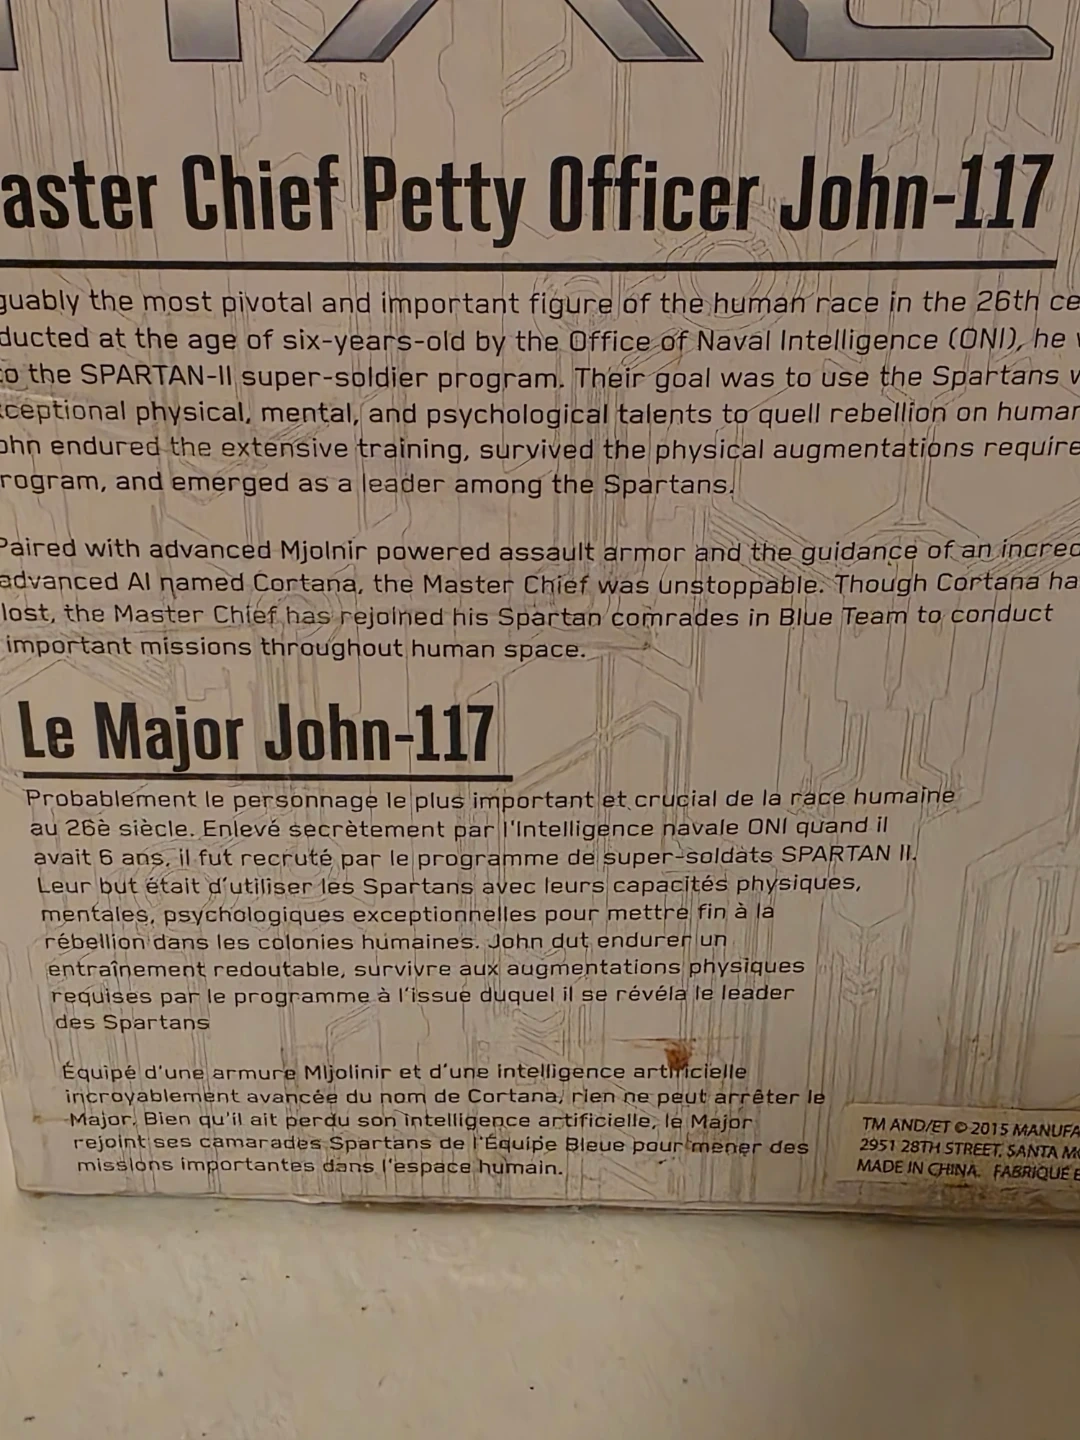 aster Chief Petty Officer John-117
guably the most pivotal and important figure of the human race in the 26th ce
ducted at the age of six-years-old by the Office of Naval Intelligence (ONI), he
to the SPARTAN-II super-soldier program. Their goal was to use the Spartans
ceptional physical, mental, and psychological talents to quell rebellion on human
ohn endured the extensive training, survived the physical augmentations require
rogram, and emerged as a leader among the Spartans.
Paired with advanced Mjolnir powered assault armor and the guidance of an incred
advanced AI named Cortana, the Master Chief was unstoppable. Though Cortana ha
lost, the Master Chief has rejoined his Spartan comrades in Blue Team to conduct
important missions throughout human space.
Le Major John-117
Probablement le personnage le plus important et crucial de la race humaine
au 26è siècle. Enlevé secrètement par l'Intelligence navale ONI quand il
avait 6 ans, il fut recruté par le programme de super-soldats SPARTAN II.
Leur but était d'utiliser les Spartans avec leurs capacités physiques,
mentales, psychologiques exceptionnelles pour mettre fin à la
rébellion dans les colonies humaines. John dut endurer un
entraînement redoutable, survivre aux augmentations physiques
requises par le programme à l'issue duquel il se révéla le leader
des Spartans
Équipé d'une armure Mljolinir et d'une intelligence artificielle
incroyablement avancée du nom de Cortana, rien ne peut arrêter le
Major. Bien qu'il ait perdu son intelligence artificielle, le Major
rejoint ses camarades Spartans de l'Équipe Bleue pour mener des
missions importantes dans l'espace humain.
TM AND/ET © 2015 MANUFA
2951 28TH STREET, SANTA MO
MADE IN CHINA. FABRIQUÉ E